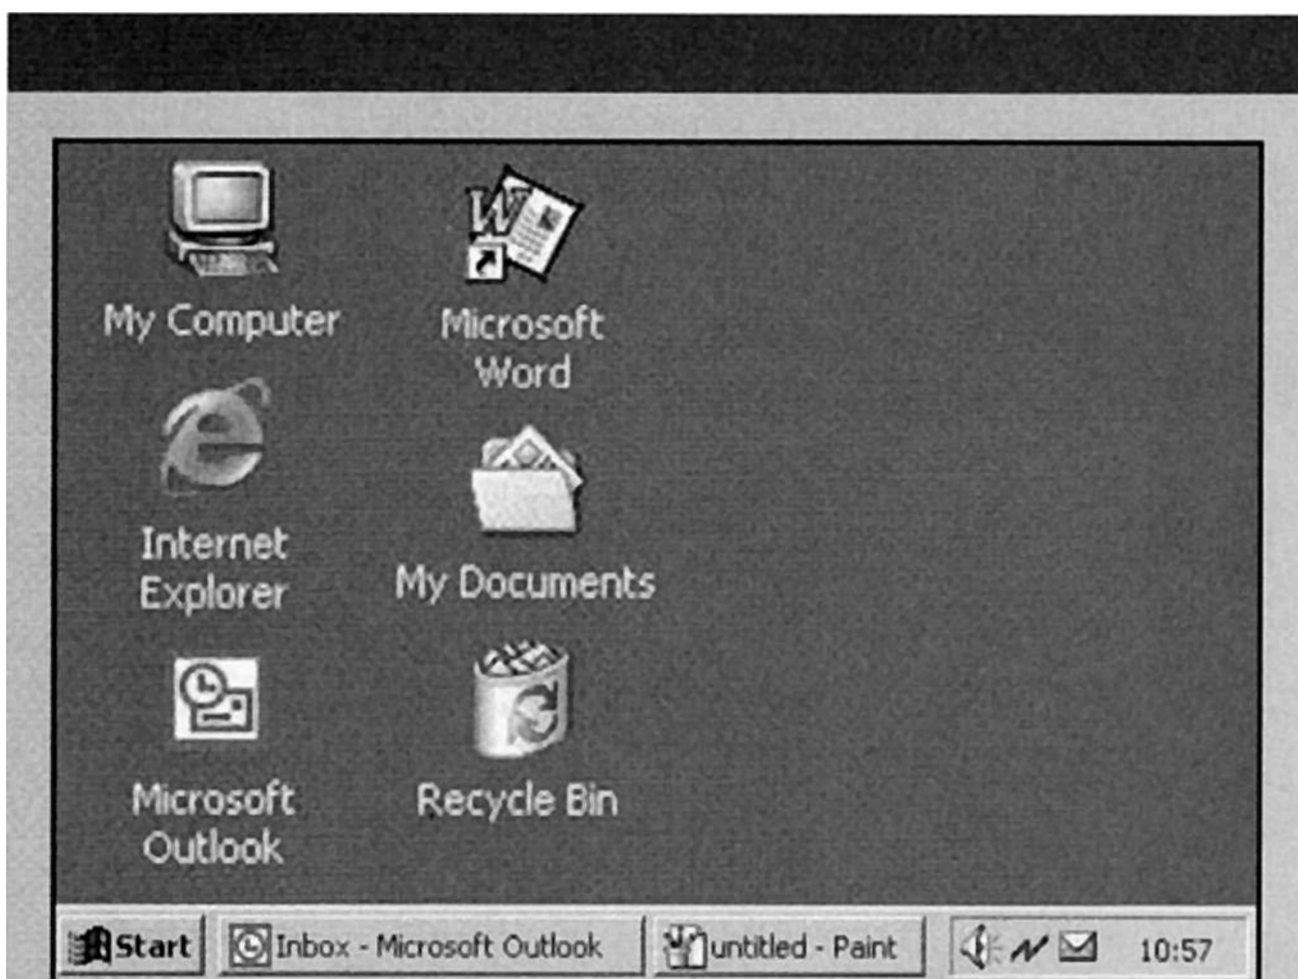 My Computer
Microsoft
Word
Internet
Explorer
My Documents
Microsoft
Outlook
Recycle Bin
Start
Inbox - Microsoft Outlook
untitled - Paint
10:57